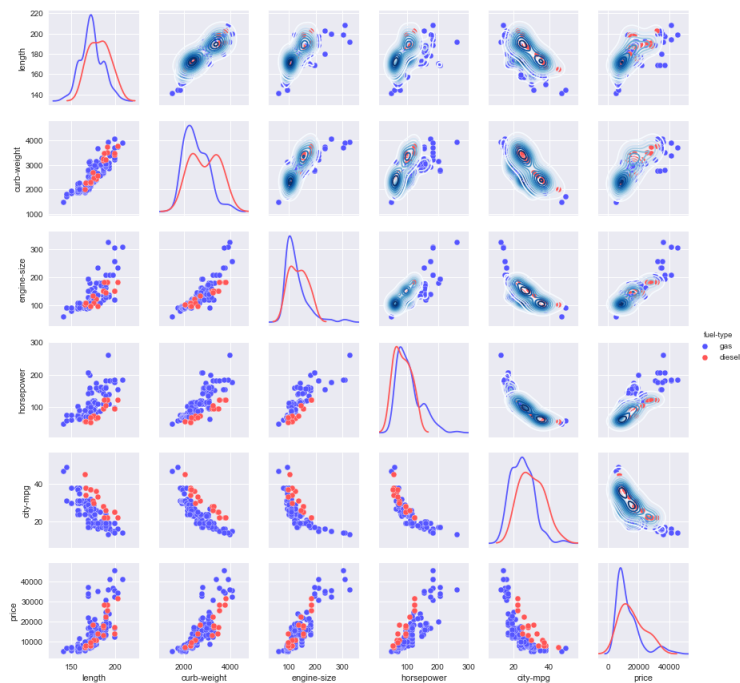 220
200
180
160
140
length
4000
3000
2000
1000
curb-weight
300
200
100
engine-size
fuel-type
gas
diesel
300
200
100
horsepower
40
20
city-mpg
40000
30000
20000
10000
price
150 200 2000 4000 100 200 300 100 200 300 20 40 0 20000 40000
length curb-weight engine-size horsepower city-mpg price